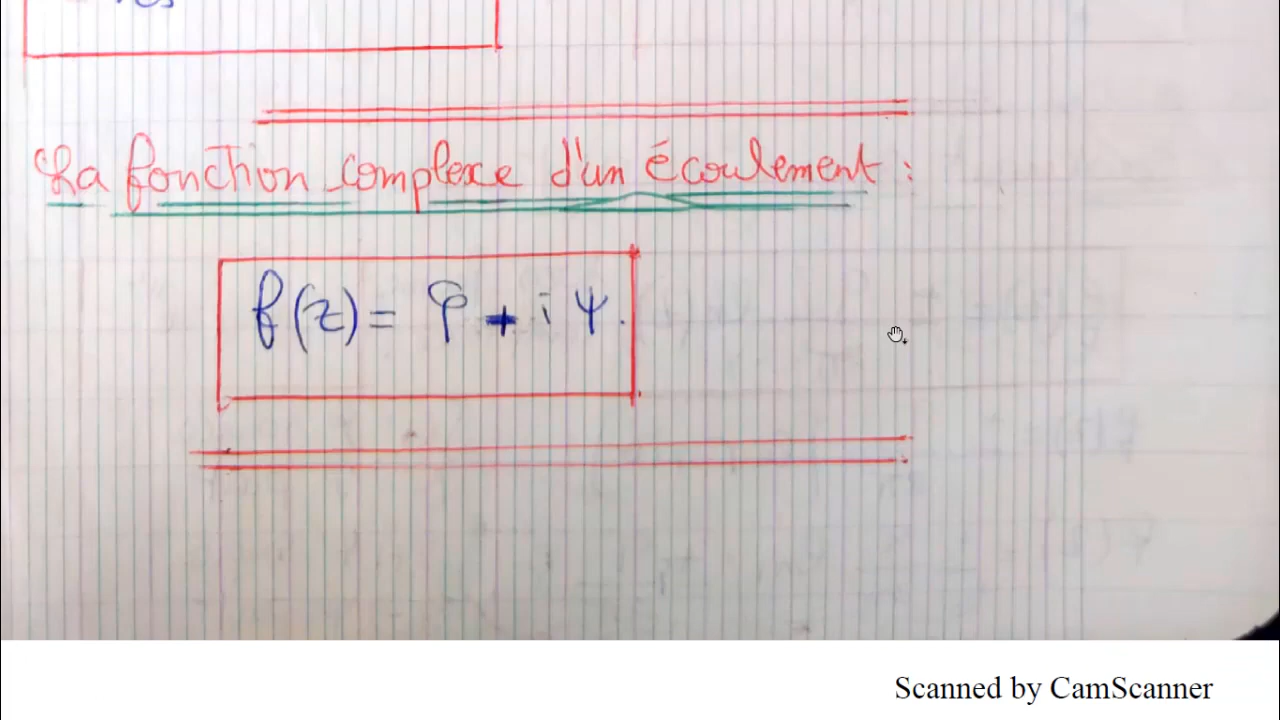 La fonction complexe d'un écoulement :
f(z) = φ + i ψ.
Scanned by CamScanner